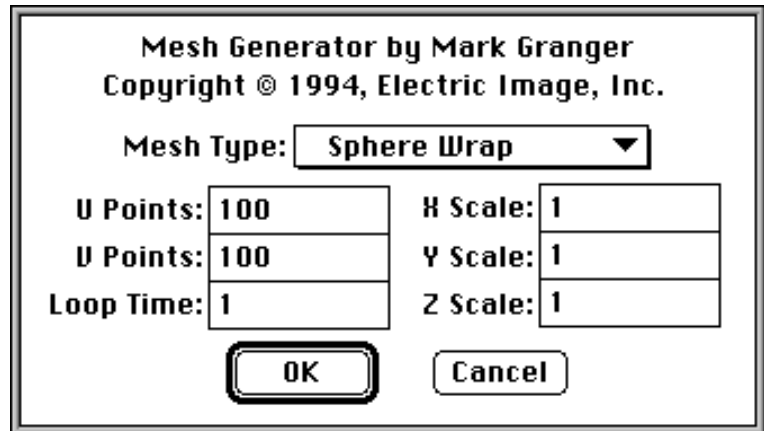 Mesh Generator by Mark Granger
Copyright © 1994, Electric Image, Inc.
Mesh Type: Sphere Wrap
U Points: 100
V Points: 100
Loop Time: 1
X Scale: 1
Y Scale: 1
Z Scale: 1
OK
Cancel